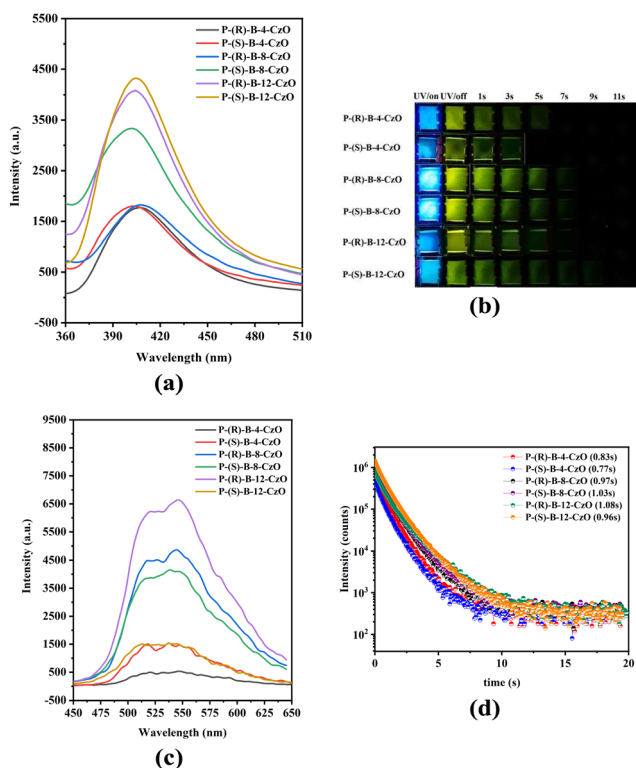 5500
4500
3500
2500
1500
500
-500
360
390
420
450
480
510
Intensity (a.u.)
Wavelength (nm)
P-(R)-B-4-CzO
P-(S)-B-4-CzO
P-(R)-B-8-CzO
P-(S)-B-8-CzO
P-(R)-B-12-CzO
P-(S)-B-12-CzO
(a)
UV/on UV/off 1s 3s 5s 7s 9s 11s
P-(R)-B-4-CzO
P-(S)-B-4-CzO
P-(R)-B-8-CzO
P-(S)-B-8-CzO
P-(R)-B-12-CzO
P-(S)-B-12-CzO
(b)
9500
8500
7500
6500
5500
4500
3500
2500
1500
500
-500
450 475 500 525 550 575 600 625 650
Intensity (a.u.)
Wavelength (nm)
P-(R)-B-4-CzO
P-(S)-B-4-CzO
P-(R)-B-8-CzO
P-(S)-B-8-CzO
P-(R)-B-12-CzO
P-(S)-B-12-CzO
(c)
10⁶
10⁵
10⁴
10³
10²
0 5 10 15 20
Intensity (counts)
time (s)
P-(R)-B-4-CzO (0.83s)
P-(S)-B-4-CzO (0.77s)
P-(R)-B-8-CzO (0.97s)
P-(S)-B-8-CzO (1.03s)
P-(R)-B-12-CzO (1.08s)
P-(S)-B-12-CzO (0.96s)
(d)